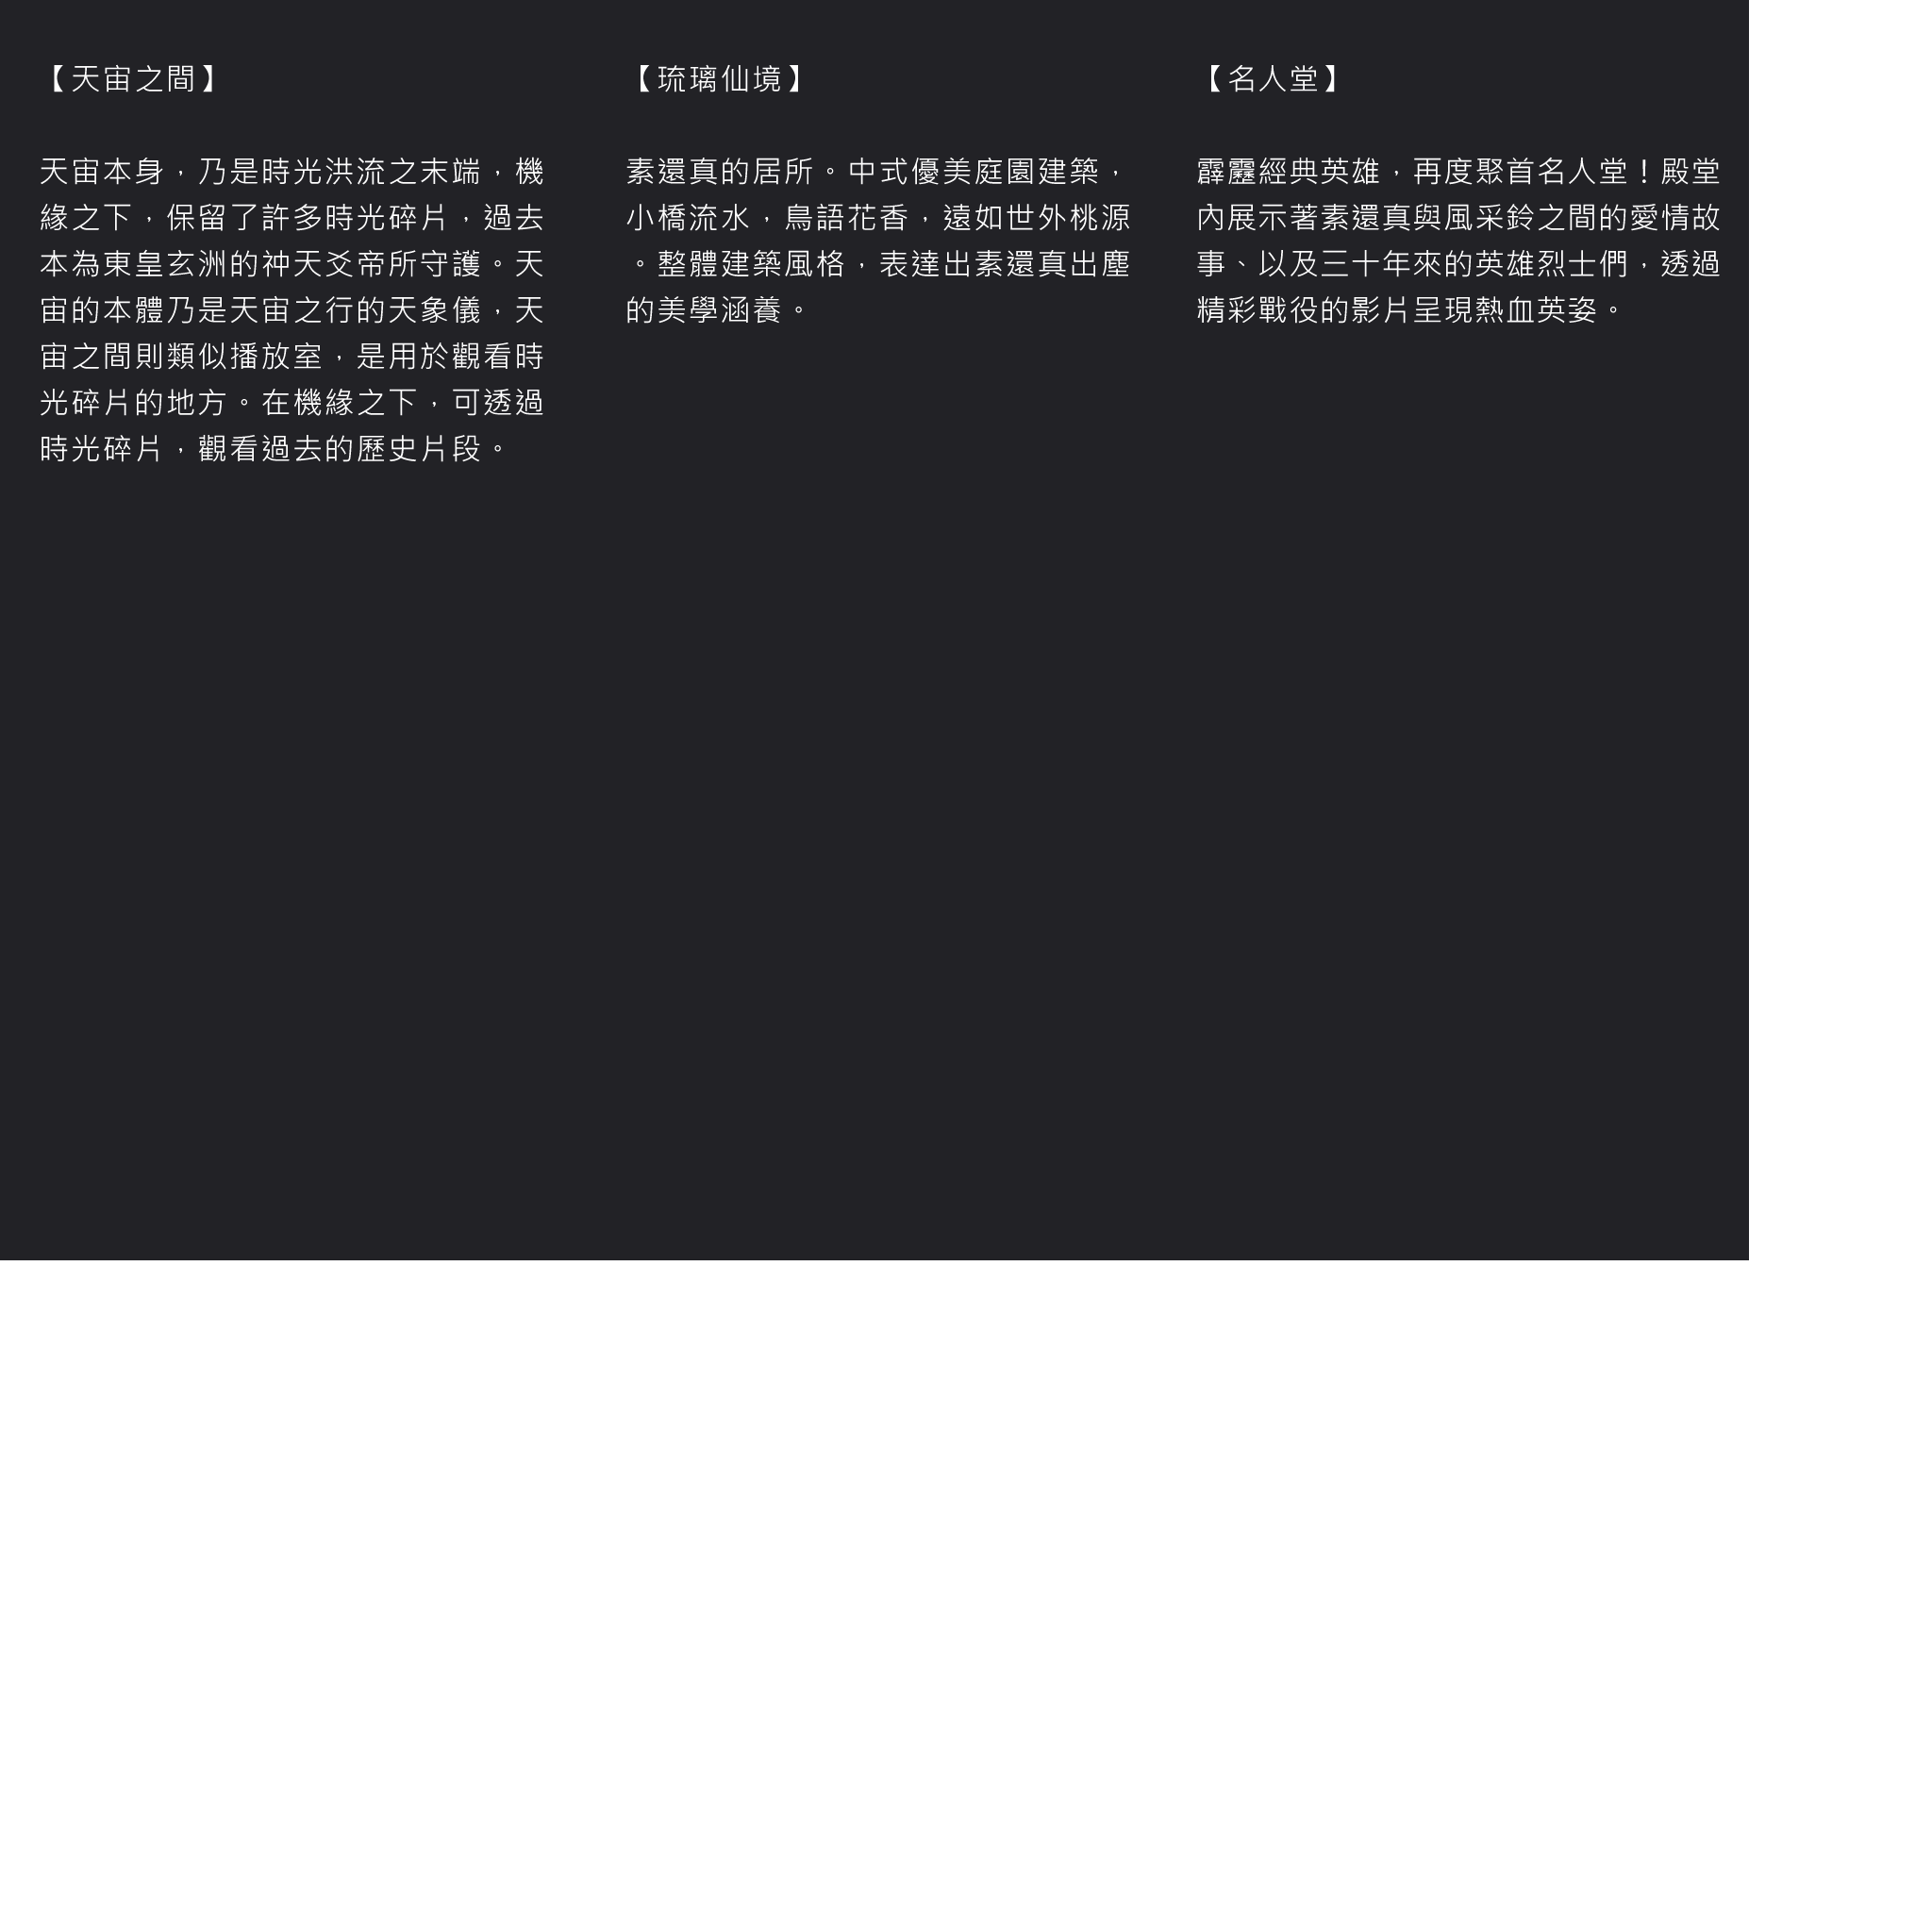 【天宙之間】
天宙本身，乃是時光洪流之末端，機
緣之下，保留了許多時光碎片，過去
本為東皇玄洲的神天爻帝所守護。天
宙的本體乃是天宙之行的天象儀，天
宙之間則類似播放室，是用於觀看時
光碎片的地方。在機緣之下，可透過
時光碎片，觀看過去的歷史片段。
【琉璃仙境】
素還真的居所。中式優美庭園建築，
小橋流水，鳥語花香，遠如世外桃源
。整體建築風格，表達出素還真出塵
的美學涵養。
【名人堂】
霹靂經典英雄，再度聚首名人堂！殿堂
內展示著素還真與風采鈴之間的愛情故
事、以及三十年來的英雄烈士們，透過
精彩戰役的影片呈現熱血英姿。